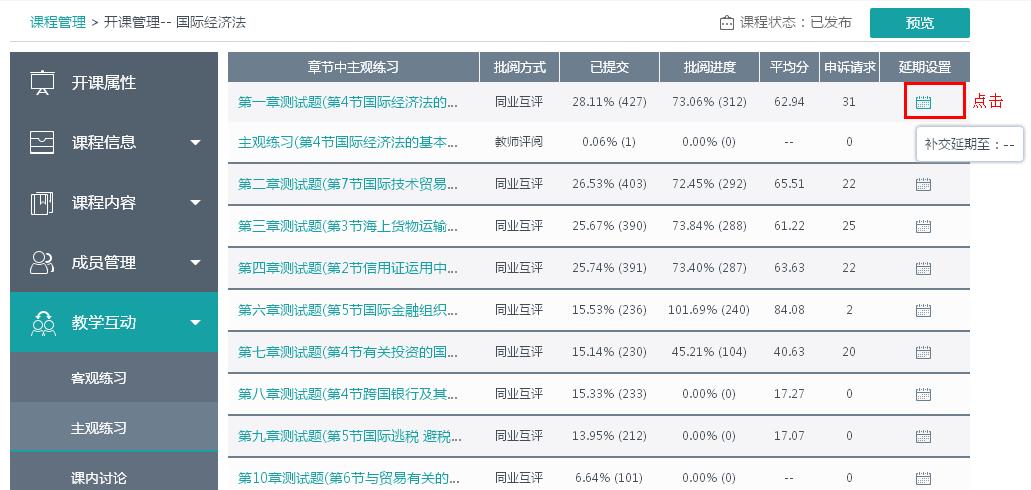 课程管理 > 开课管理-- 国际经济法 课程状态：已发布 预览
开课属性
课程信息
课程内容
成员管理
教学互动
客观练习
主观练习
课内讨论
章节中主观练习 批阅方式 已提交 批阅进度 平均分 申诉请求 延期设置
第一章测试题(第4节国际经济法的... 同业互评 28.11% (427) 73.06% (312) 62.94 31 点击
主观练习(第4节国际经济法的基本... 教师评阅 0.06% (1) -- 0 补交延期至：--
第二章测试题(第7节国际技术贸易... 同业互评 26.53% (403) 72.45% (292) 65.51 22
第三章测试题(第3节海上货物运输... 同业互评 25.67% (390) 73.84% (288) 61.22 25
第四章测试题(第2节信用证运用中... 同业互评 25.74% (391) 73.40% (287) 63.63 22
第六章测试题(第5节国际金融组织... 同业互评 15.53% (236) 101.69% (240) 84.08 2
第七章测试题(第4节有关投资的国... 同业互评 15.14% (230) 45.21% (104) 40.63 20
第八章测试题(第4节跨国银行及其... 同业互评 15.33% (233) 0.00% (0) 17.27 0
第九章测试题(第5节国际逃税 避税... 同业互评 13.95% (212) 0.00% (0) 17.07 0
第10章测试题(第6节与贸易有关的... 同业互评 6.64% (101) 0.00% (0) -- 0